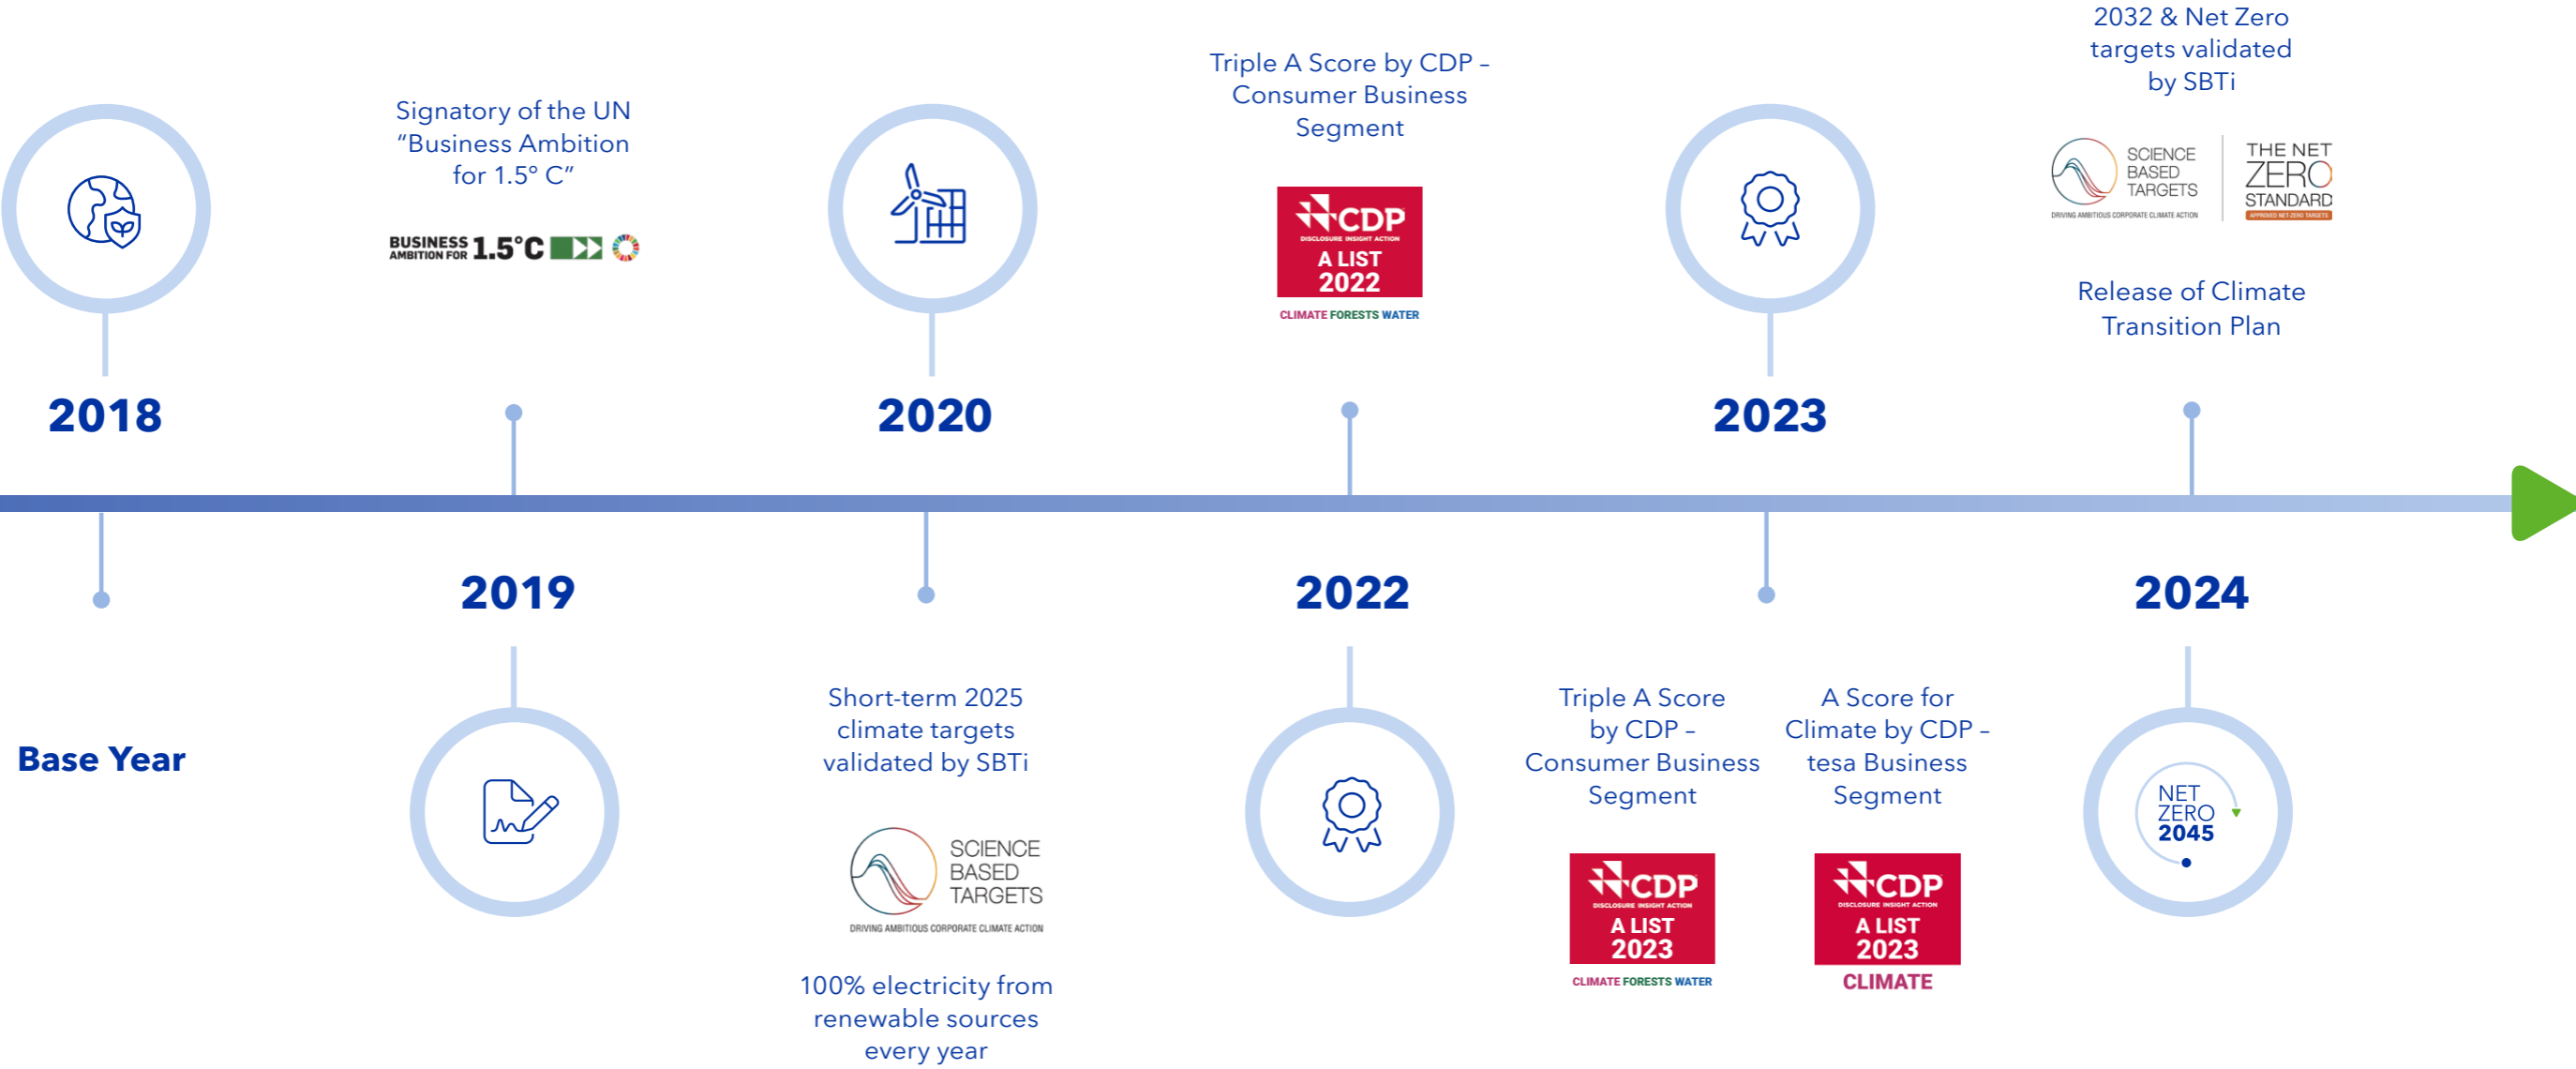 2018
Base Year
Signatory of the UN
“Business Ambition
for 1.5° C”
BUSINESS
AMBITION FOR
1.5°C
2019
2020
Short-term 2025
climate targets
validated by SBTi
SCIENCE
BASED
TARGETS
DRIVING AMBITIOUS CORPORATE CLIMATE ACTION
100% electricity from
renewable sources
every year
Triple A Score by CDP –
Consumer Business
Segment
CDP
DISCLOSURE INSIGHT ACTION
A LIST
2022
CLIMATE FORESTS WATER
2022
2023
Triple A Score
by CDP –
Consumer Business
Segment
CDP
DISCLOSURE INSIGHT ACTION
A LIST
2023
CLIMATE FORESTS WATER
A Score for
Climate by CDP –
tesa Business
Segment
CDP
DISCLOSURE INSIGHT ACTION
A LIST
2023
CLIMATE
2032 & Net Zero
targets validated
by SBTi
SCIENCE
BASED
TARGETS
DRIVING AMBITIOUS CORPORATE CLIMATE ACTION
THE NET
ZERO
STANDARD
APPROVED NET-ZERO TARGETS
Release of Climate
Transition Plan
2024
NET
ZERO
2045